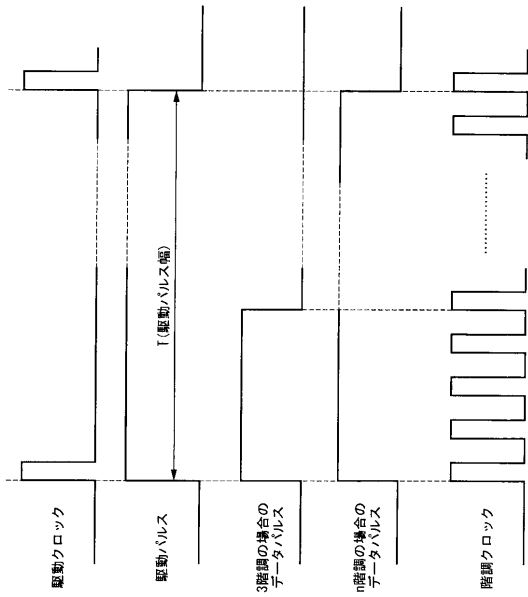 駆動クロック
駆動パルス
T(駆動パルス幅)
3階調の場合の
データパルス
n階調の場合の
データパルス
階調クロック